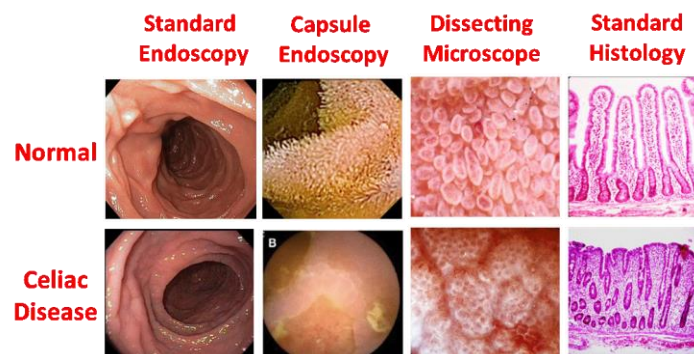 Standard Endoscopy
Capsule Endoscopy
Dissecting Microscope
Standard Histology
Normal
Celiac Disease
B